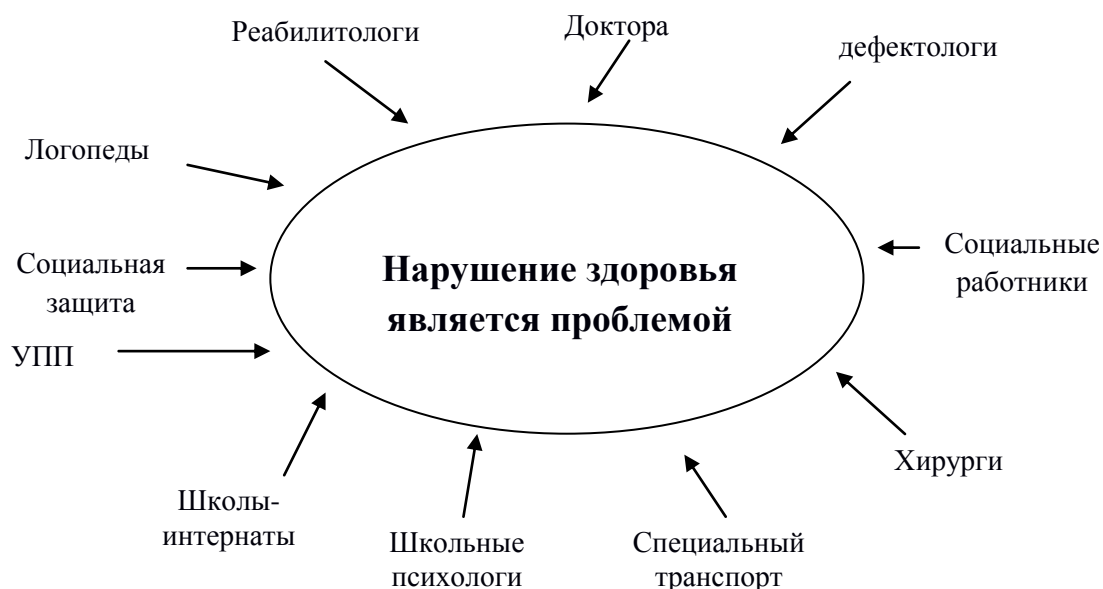 Реабилитологи
Доктора
дефектологи
Логопеды
Социальная
защита
Нарушение здоровья
является проблемой
Социальные
работники
УПП
Хирурги
Школы-
интернаты
Школьные
психологи
Специальный
транспорт